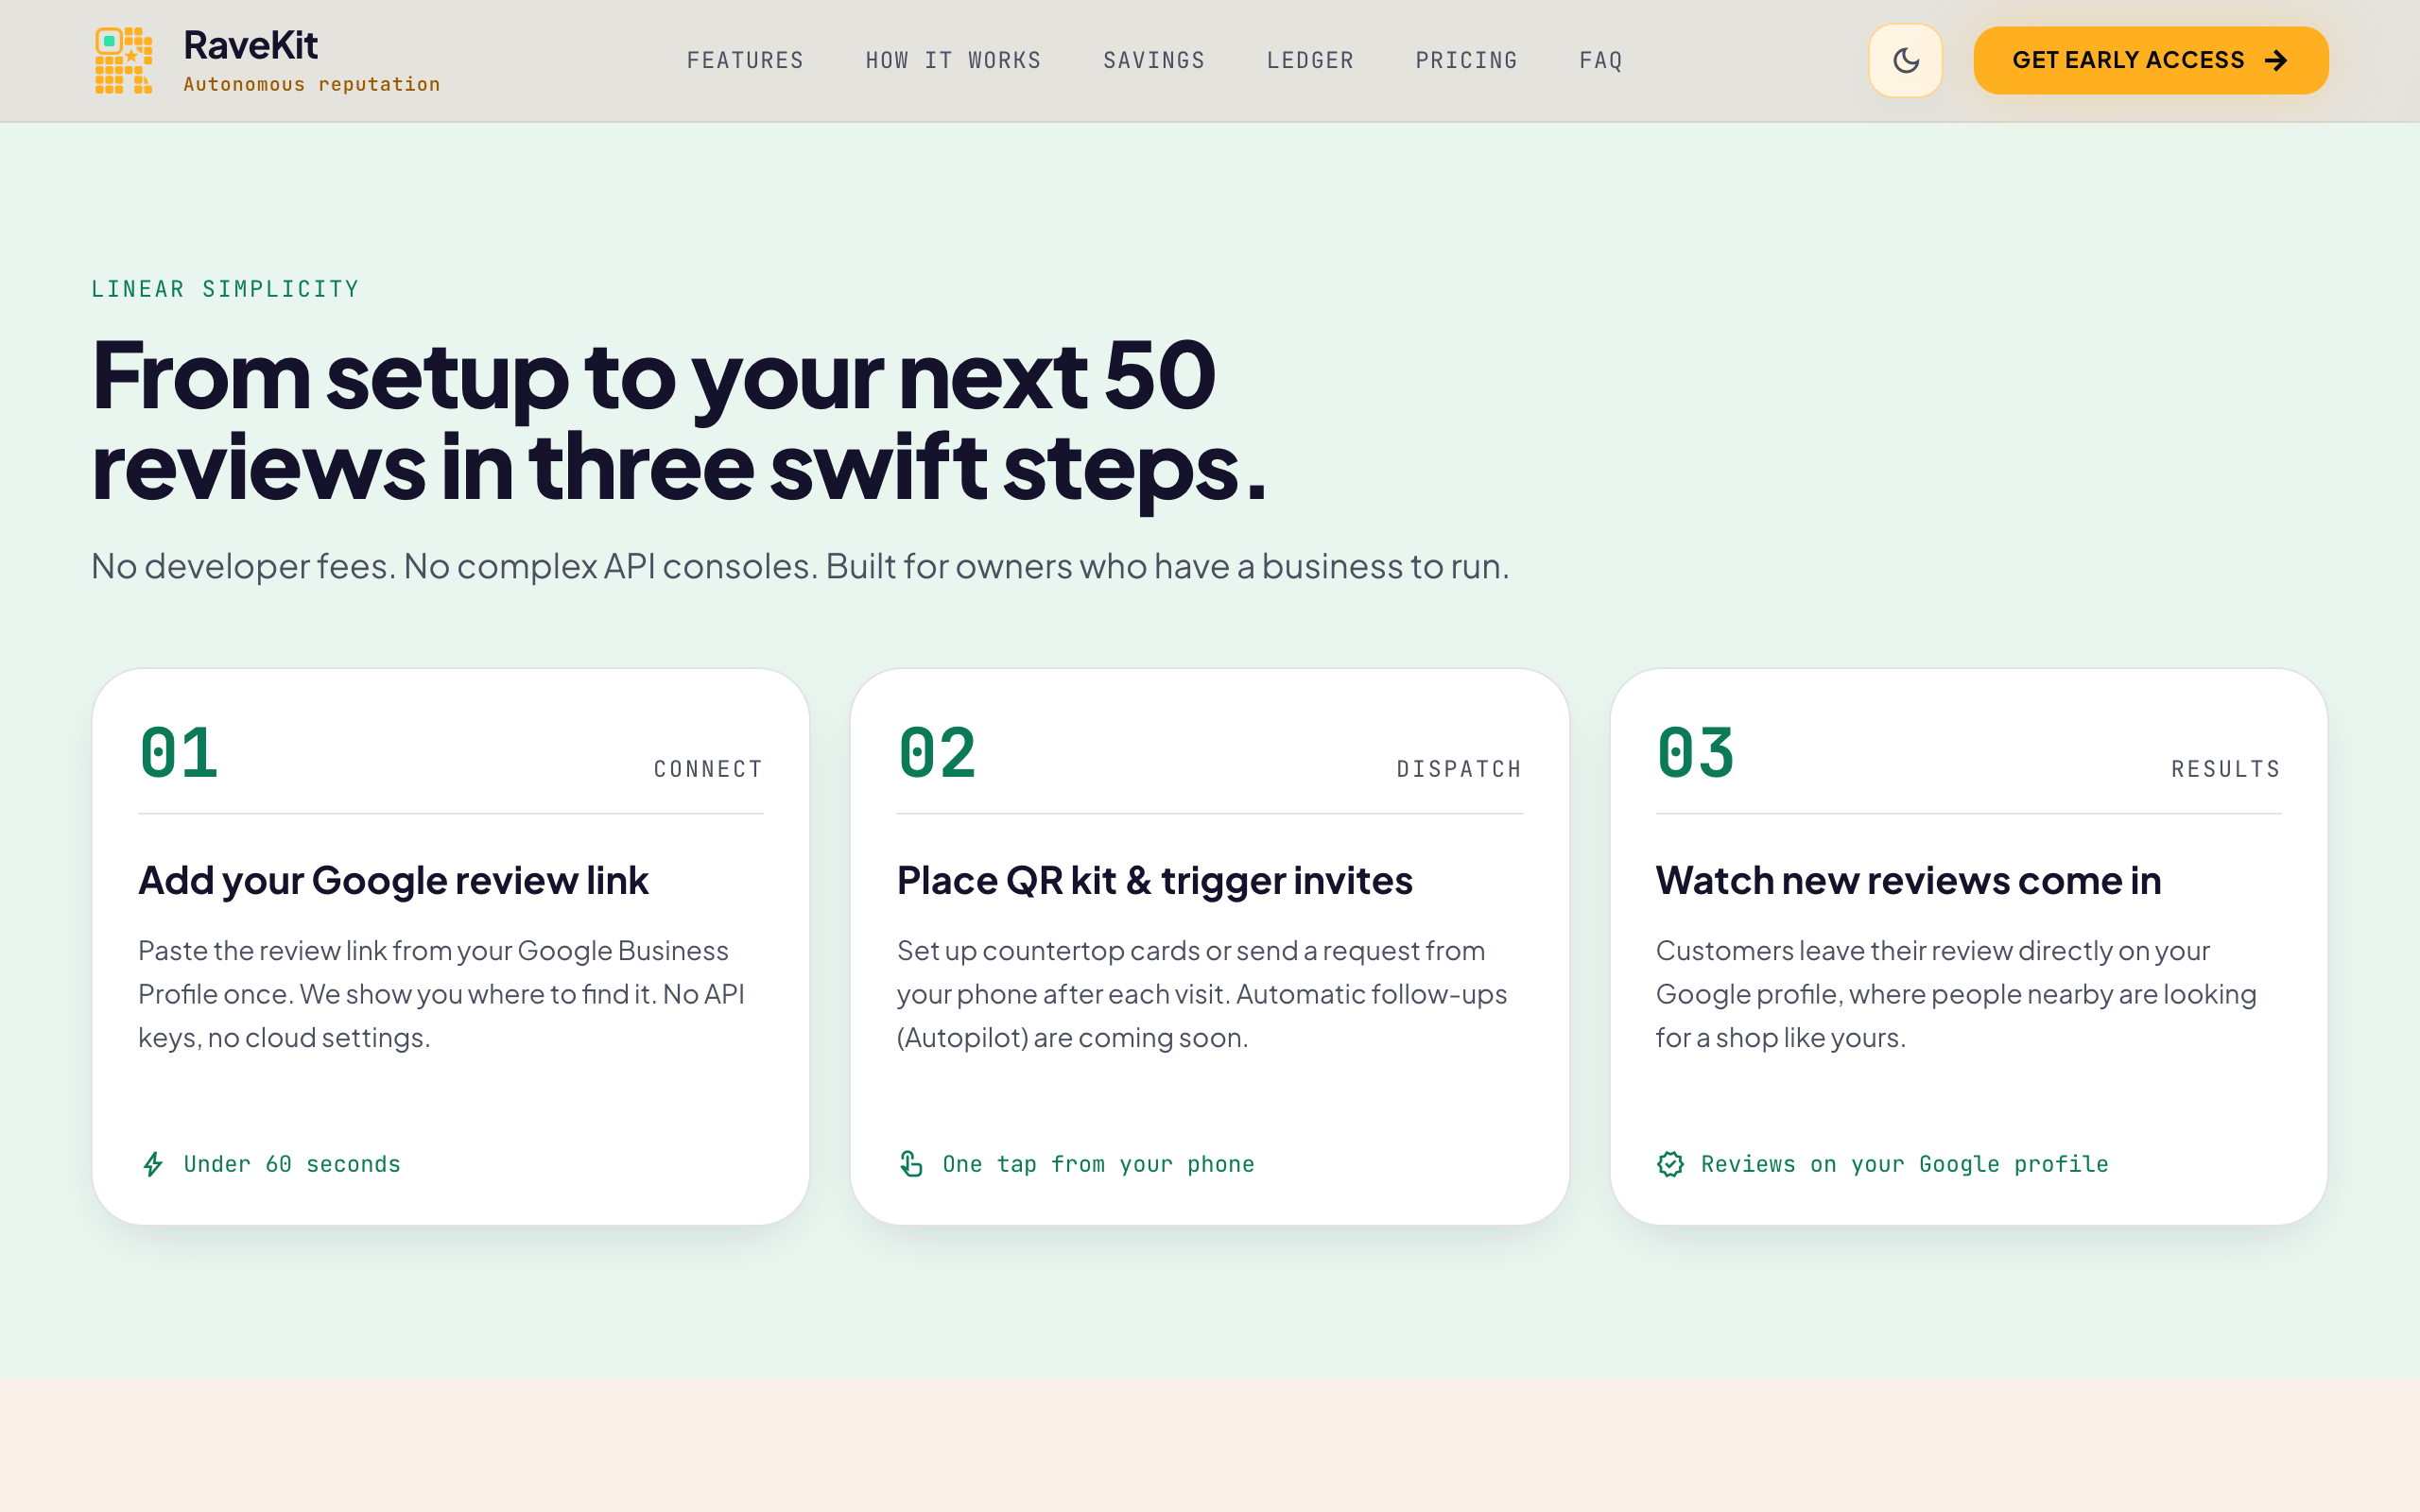 RaveKit
Autonomous reputation
FEATURES
HOW IT WORKS
SAVINGS
LEDGER
PRICING
FAQ
GET EARLY ACCESS
LINEAR SIMPLICITY
From setup to your next 50
reviews in three swift steps.
No developer fees. No complex API consoles. Built for owners who have a business to run.
01
CONNECT
Add your Google review link
Paste the review link from your Google Business
Profile once. We show you where to find it. No API
keys, no cloud settings.
Under 60 seconds
02
DISPATCH
Place QR kit & trigger invites
Set up countertop cards or send a request from
your phone after each visit. Automatic follow-ups
(Autopilot) are coming soon.
One tap from your phone
03
RESULTS
Watch new reviews come in
Customers leave their review directly on your
Google profile, where people nearby are looking
for a shop like yours.
Reviews on your Google profile